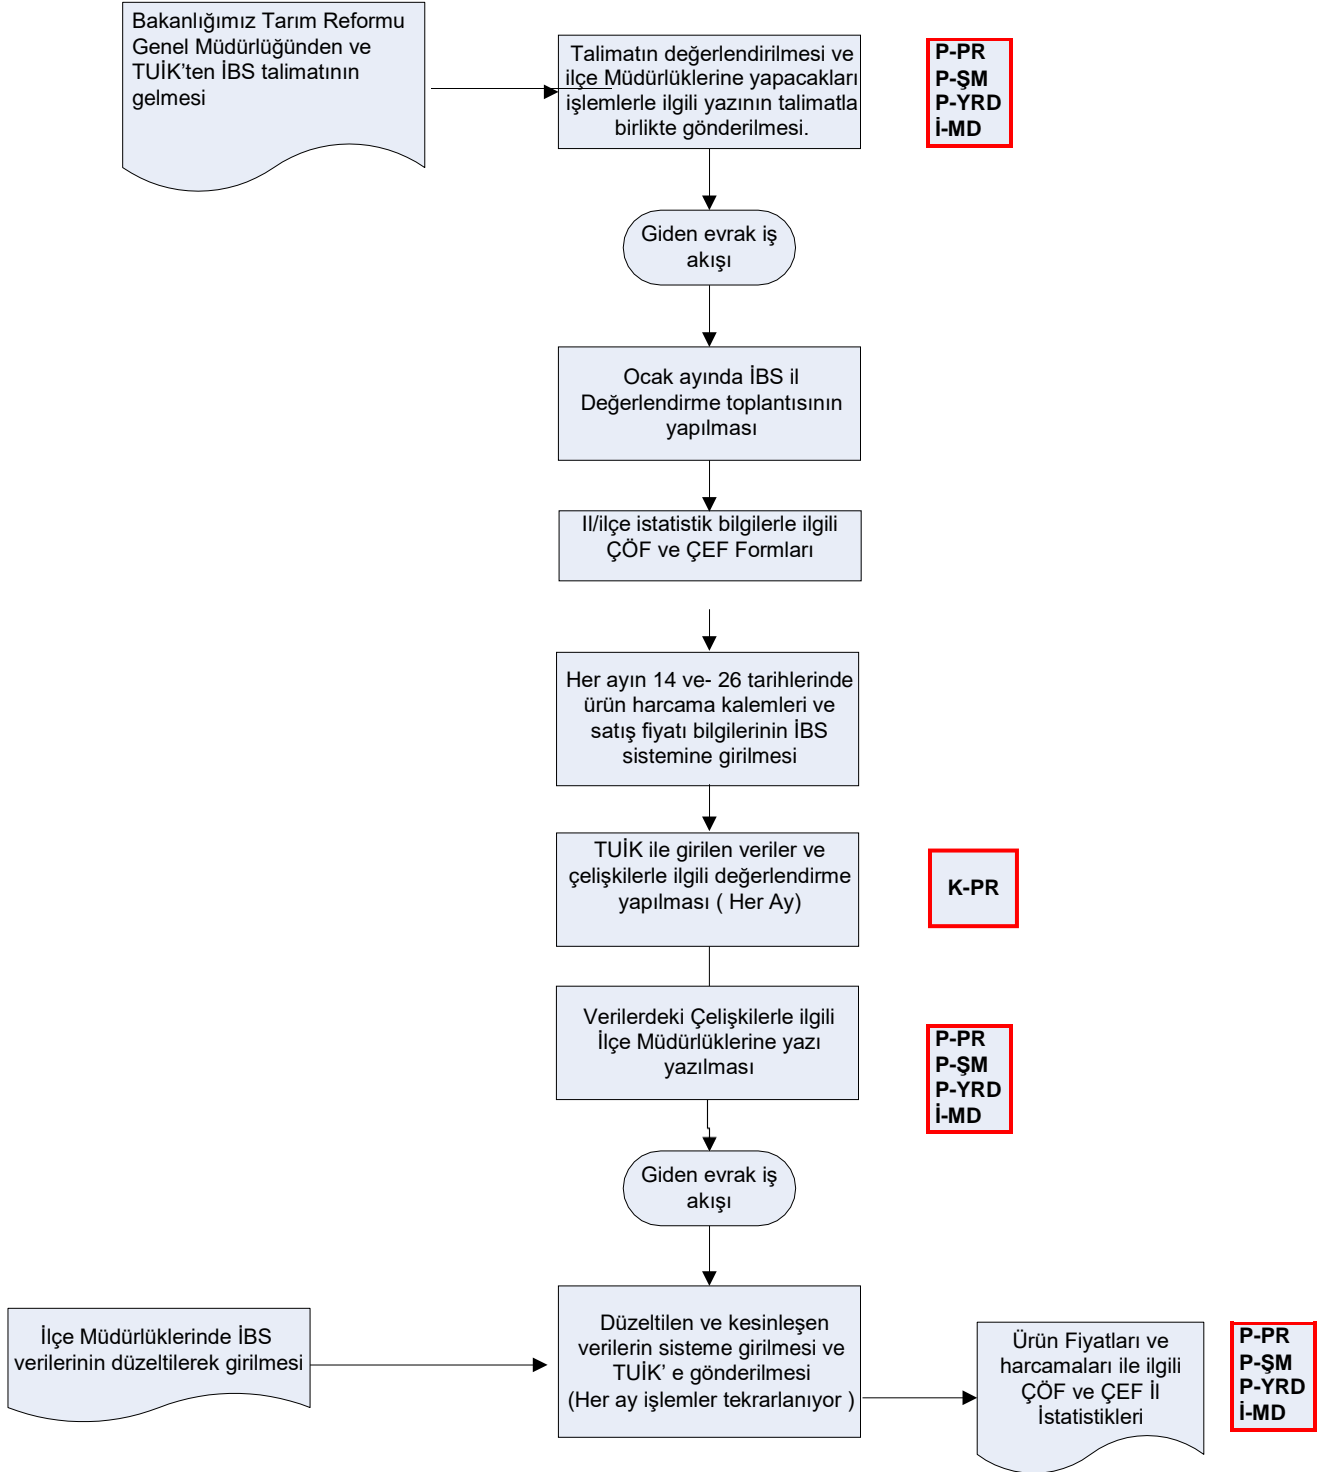 Bakanlığımız Tarım Reformu
Genel Müdürlüğünden ve
TUİK’ten İBS talimatının
gelmesi
Talimatın değerlendirilmesi ve
ilçe Müdürlüklerine yapacakları
işlemlerle ilgili yazının talimatla
birlikte gönderilmesi.
P-PR
P-ŞM
P-YRD
İ-MD
Giden evrak iş
akışı
Ocak ayında İBS il
Değerlendirme toplantısının
yapılması
II/ilçe istatistik bilgilerle ilgili
ÇÖF ve ÇEF Formları
Her ayın 14 ve- 26 tarihlerinde
ürün harcama kalemleri ve
satış fiyatı bilgilerinin İBS
sistemine girilmesi
TUİK ile girilen veriler ve
çelişkilerle ilgili değerlendirme
yapılması ( Her Ay)
K-PR
Verilerdeki Çelişkilerle ilgili
İlçe Müdürlüklerine yazı
yazılması
P-PR
P-ŞM
P-YRD
İ-MD
Giden evrak iş
akışı
İlçe Müdürlüklerinde İBS
verilerinin düzeltilerek girilmesi
Düzeltilen ve kesinleşen
verilerin sisteme girilmesi ve
TUİK’ e gönderilmesi
(Her ay işlemler tekrarlanıyor )
Ürün Fiyatları ve
harcamaları ile ilgili
ÇÖF ve ÇEF İl
İstatistikleri
P-PR
P-ŞM
P-YRD
İ-MD